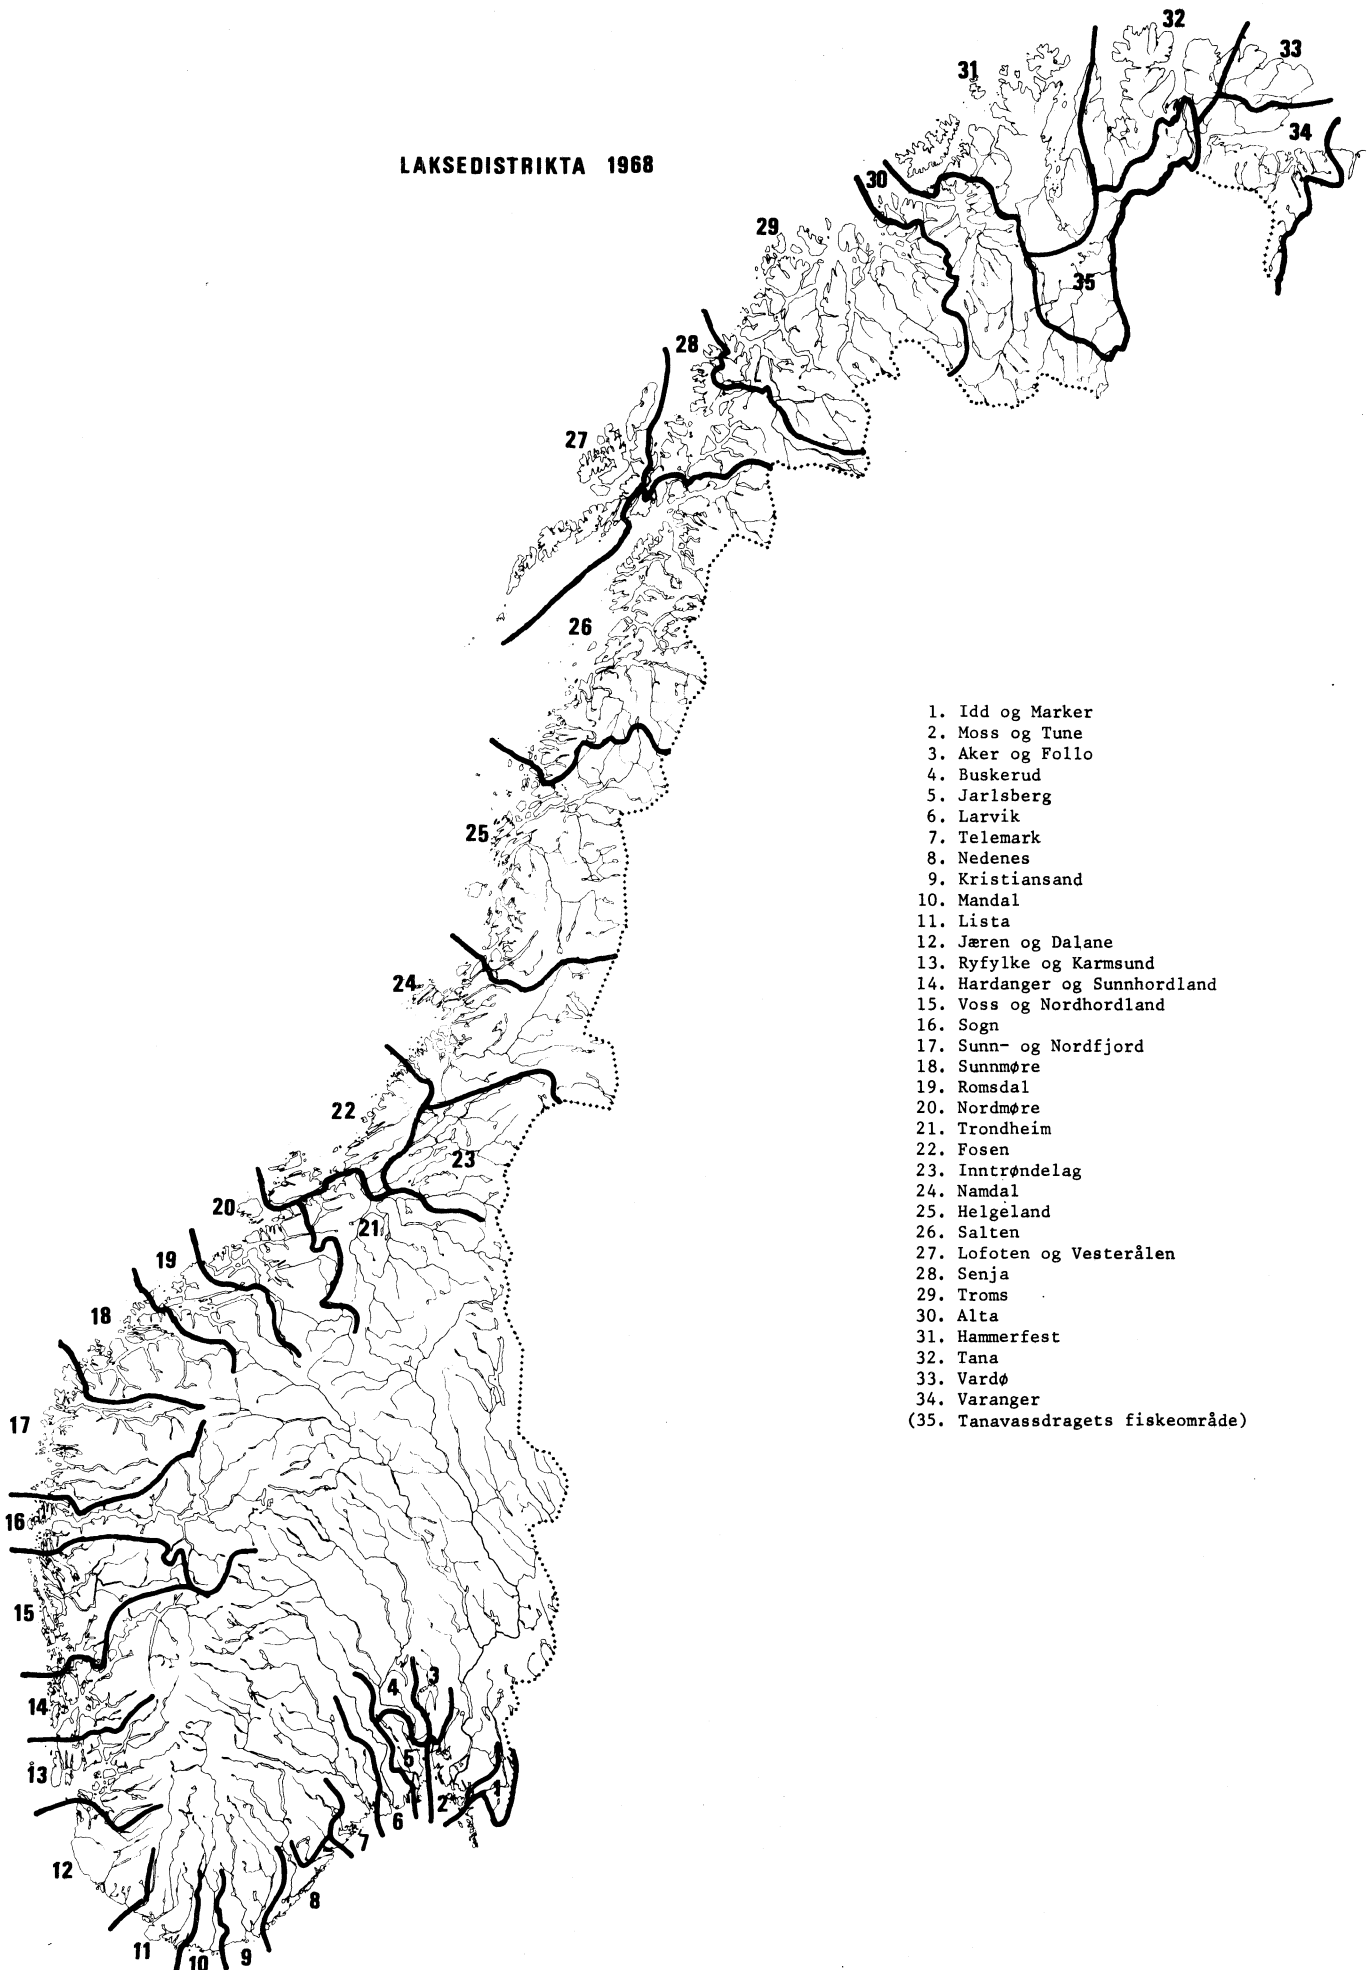 LAKSEDISTRIKTA 1968
32
33
31
34
30
29
35
28
27
26
25
24
22
23
20
21
19
18
17
16
15
14
13
12
11
10
9
8
7
6
5
4
3
2
1
1. Idd og Marker
2. Moss og Tune
3. Aker og Follo
4. Buskerud
5. Jarlsberg
6. Larvik
7. Telemark
8. Nedenes
9. Kristiansand
10. Mandal
11. Lista
12. Jæren og Dalane
13. Ryfylke og Karmsund
14. Hardanger og Sunnhordland
15. Voss og Nordhordland
16. Sogn
17. Sunn- og Nordfjord
18. Sunnmøre
19. Romsdal
20. Nordmøre
21. Trondheim
22. Fosen
23. Inntrøndelag
24. Namdal
25. Helgeland
26. Salten
27. Lofoten og Vesterålen
28. Senja
29. Troms
30. Alta
31. Hammerfest
32. Tana
33. Vardø
34. Varanger
(35. Tanavassdragets fiskeområde)